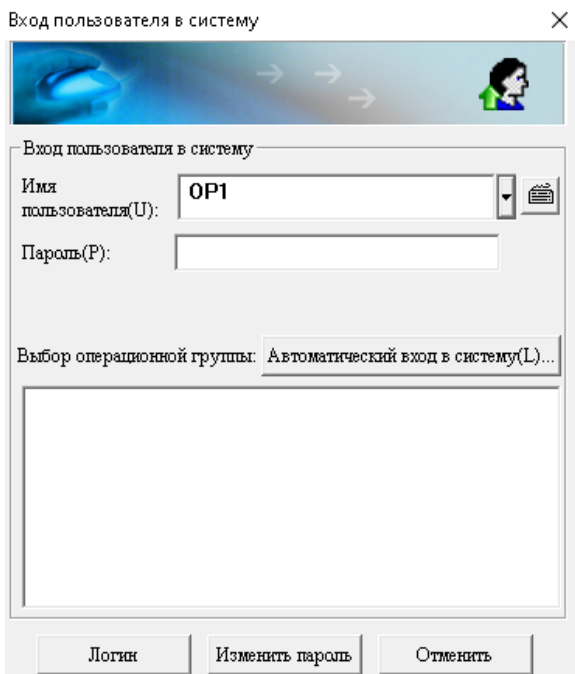 Вход пользователя в систему
Вход пользователя в систему
Имя
пользователя(U):
OP1
Пароль(P):
Выбор операционной группы:
Автоматический вход в систему(L)...
Логин
Изменить пароль
Отменить